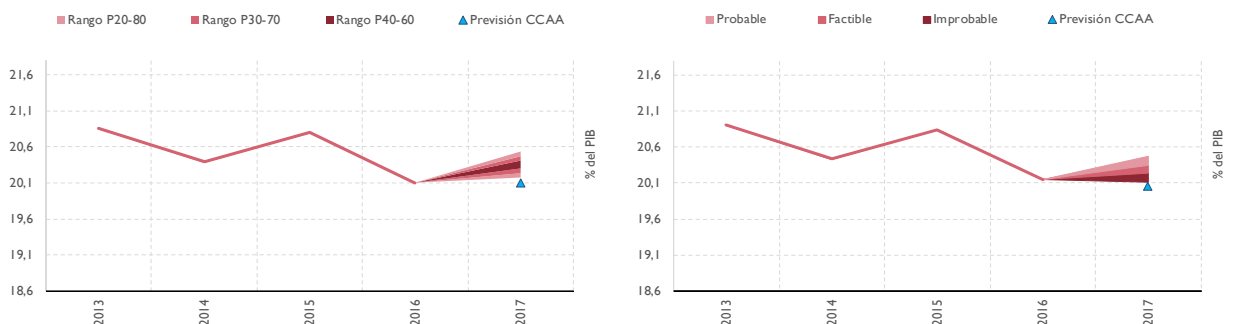 Rango P20-80 Rango P30-70 Rango P40-60 Previsión CCAA
21,6
21,1
20,6
20,1
19,6
19,1
18,6
2013 2014 2015 2016 2017
% del PIB
Probable Factible Improbable Previsión CCAA
21,6
21,1
20,6
20,1
19,6
19,1
18,6
2013 2014 2015 2016 2017
% del PIB